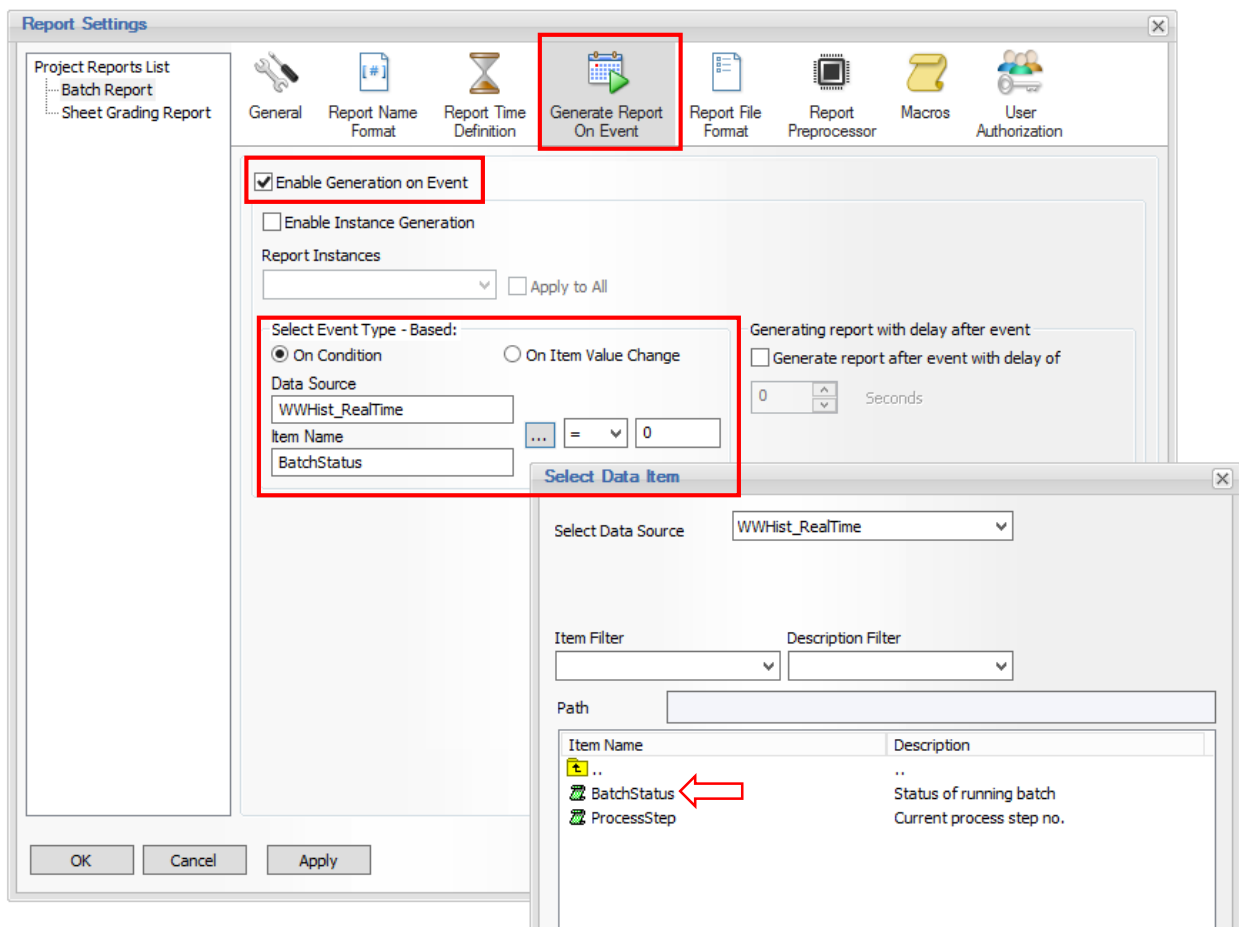 Report Settings
Project Reports List
Batch Report
Sheet Grading Report
General
Report Name
Format
Report Time
Definition
Generate Report
On Event
Report File
Format
Report
Preprocessor
Macros
User
Authorization
[#]
Enable Generation on Event
Enable Instance Generation
Report Instances
Apply to All
Select Event Type - Based:
On Condition
On Item Value Change
Data Source
WWHist_RealTime
Item Name
BatchStatus
...
=
0
Generating report with delay after event
Generate report after event with delay of
0
Seconds
Select Data Item
Select Data Source
WWHist_RealTime
Item Filter
Description Filter
Path
Item Name
Description
..
..
BatchStatus
Status of running batch
ProcessStep
Current process step no.
OK
Cancel
Apply